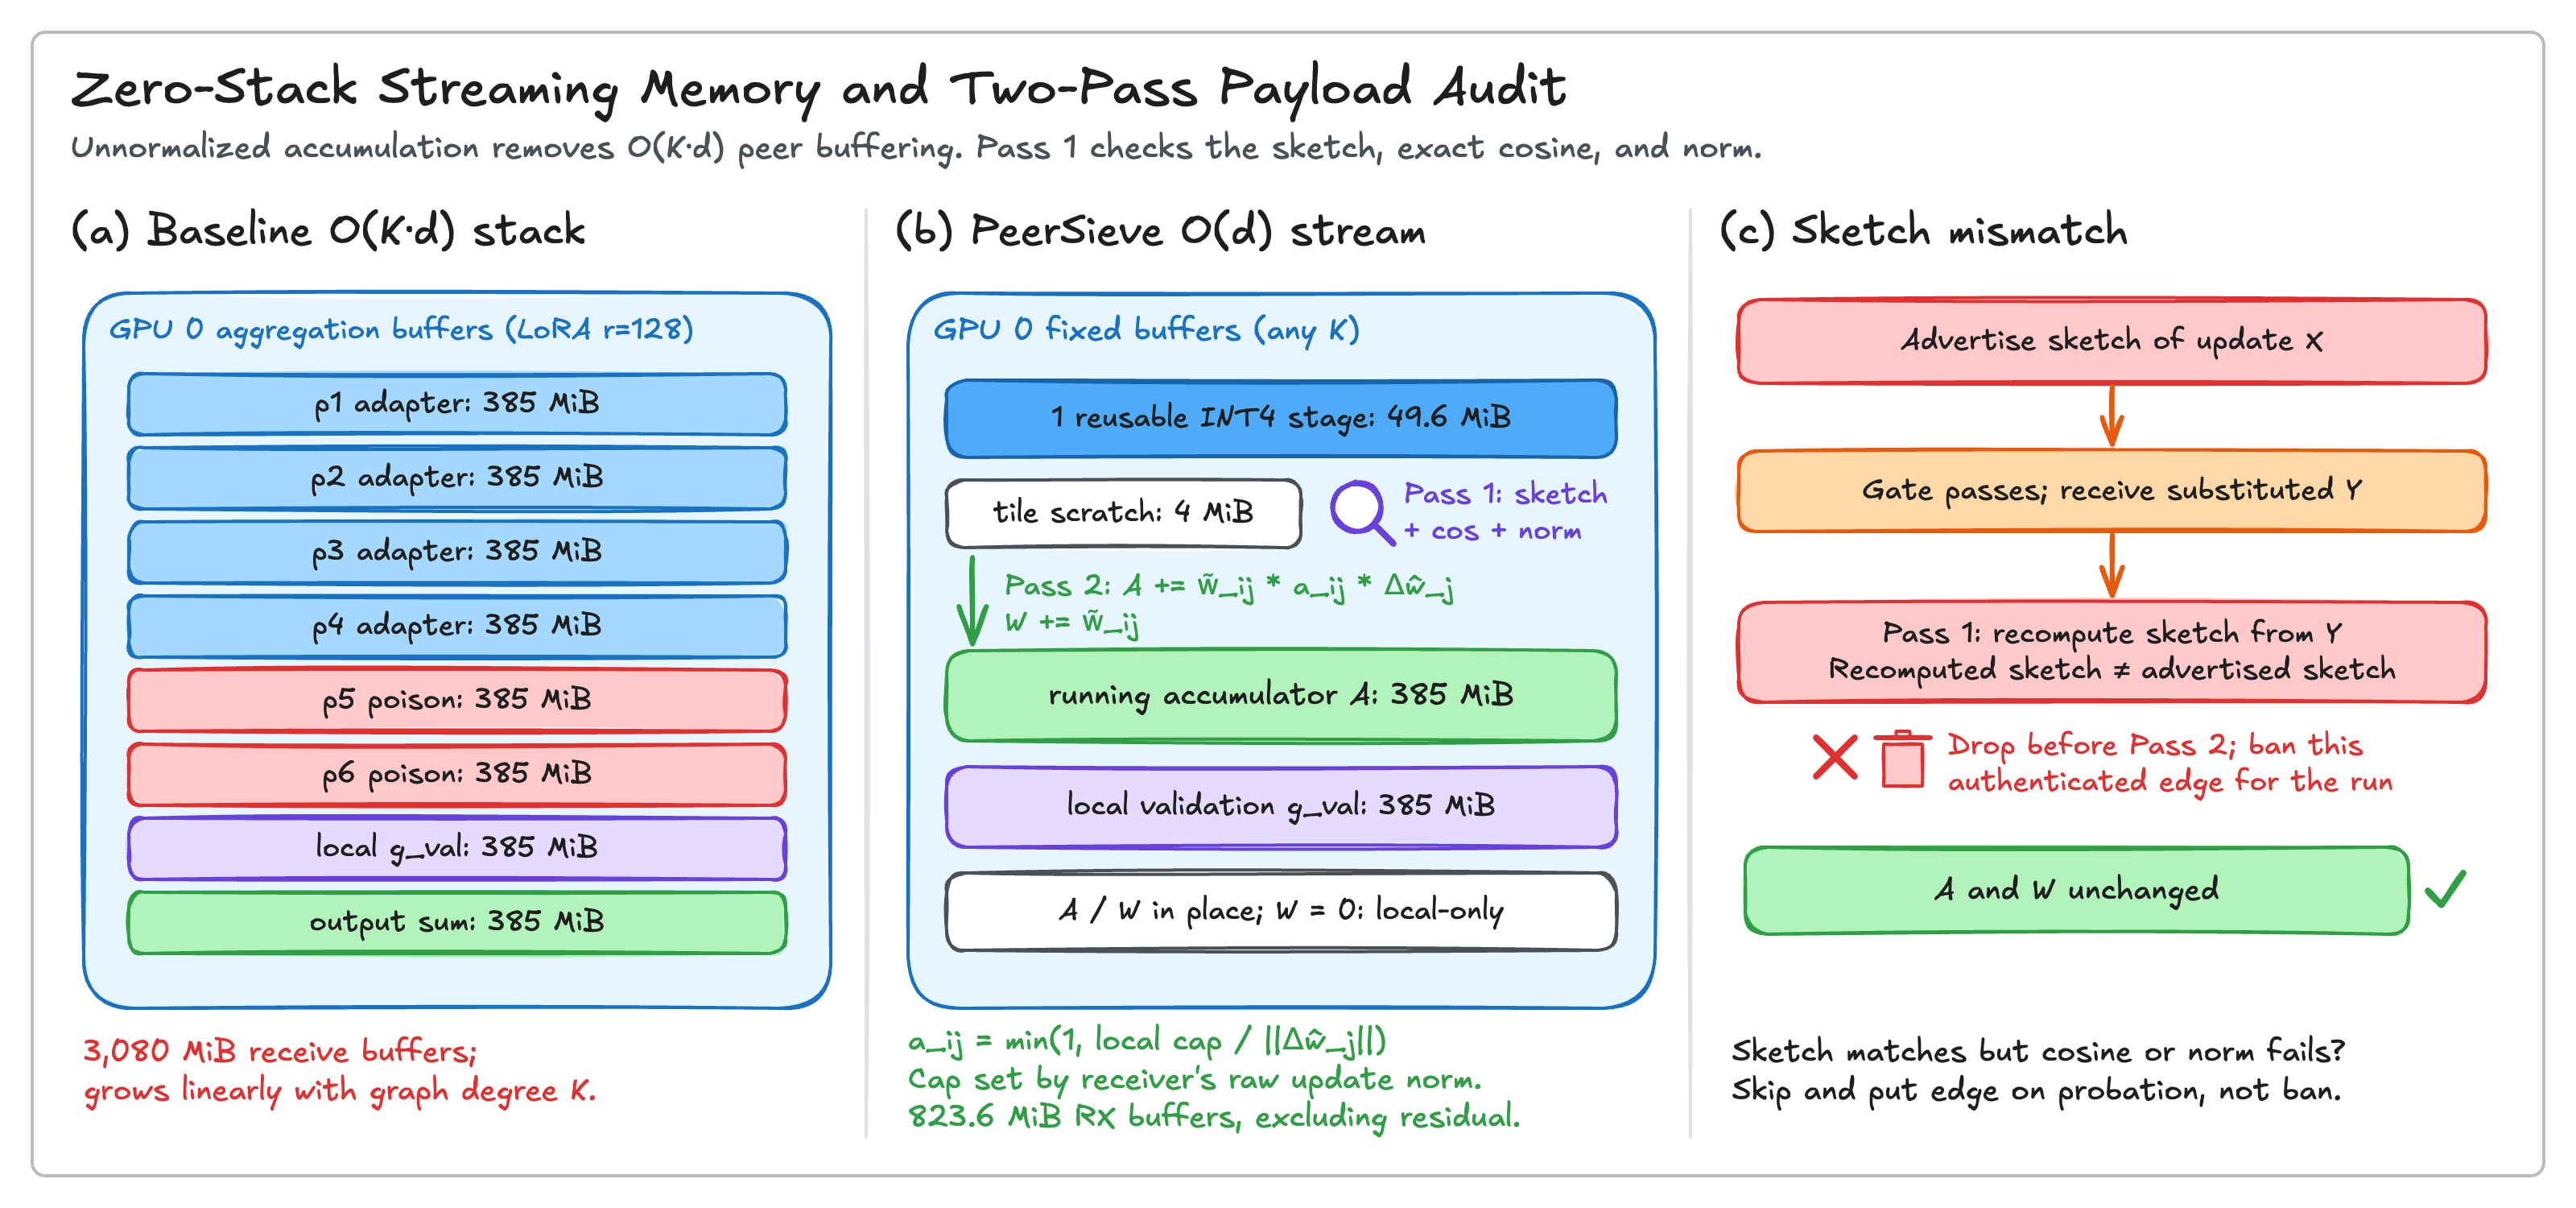 Zero-Stack Streaming Memory and Two-Pass Payload Audit
Unnormalized accumulation removes O(K·d) peer buffering. Pass 1 checks the sketch, exact cosine, and norm.
(a) Baseline O(K·d) stack
GPU 0 aggregation buffers (LoRA r=128)
p1 adapter: 385 MiB
p2 adapter: 385 MiB
p3 adapter: 385 MiB
p4 adapter: 385 MiB
p5 poison: 385 MiB
p6 poison: 385 MiB
local g_val: 385 MiB
output sum: 385 MiB
3,080 MiB receive buffers;
grows linearly with graph degree K.
(b) PeerSieve O(d) stream
GPU 0 fixed buffers (any K)
1 reusable INT4 stage: 49.6 MiB
tile scratch: 4 MiB
Pass 1: sketch
+ cos + norm
Pass 2: A += w̃_ij * a_ij * Δŵ_j
W += w̃_ij
running accumulator A: 385 MiB
local validation g_val: 385 MiB
A / W in place; W = 0: local-only
a_ij = min(1, local cap / ||Δŵ_j||)
Cap set by receiver's raw update norm.
823.6 MiB RX buffers, excluding residual.
(c) Sketch mismatch
Advertise sketch of update X
Gate passes; receive substituted Y
Pass 1: recompute sketch from Y
Recomputed sketch ≠ advertised sketch
Drop before Pass 2; ban this
authenticated edge for the run
A and W unchanged
Sketch matches but cosine or norm fails?
Skip and put edge on probation, not ban.